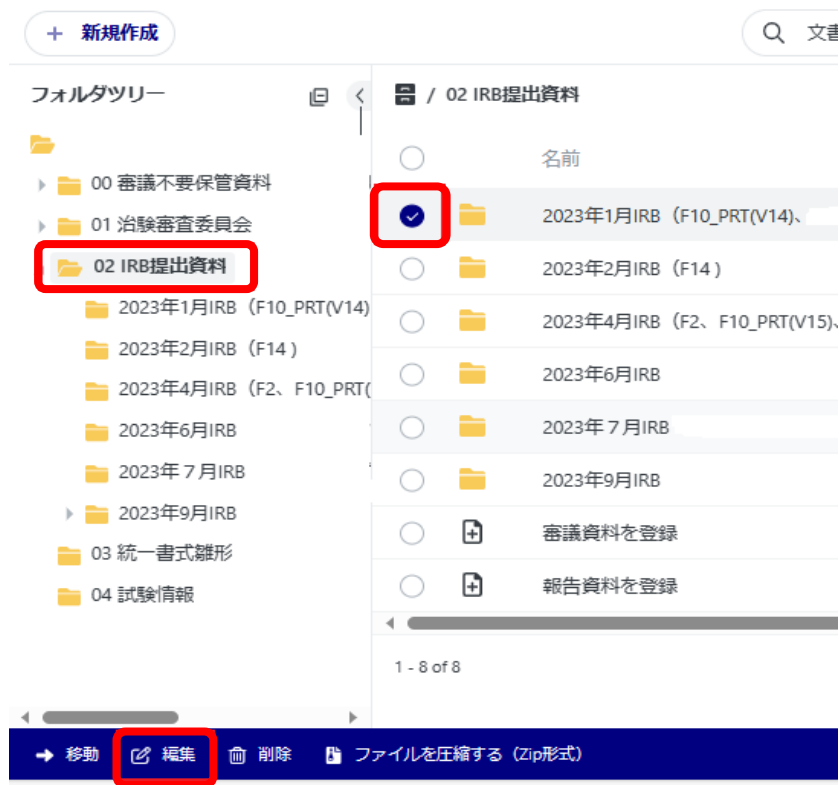 + 新規作成
フォルダツリー
00 審議不要保管資料
01 治験審査委員会
02 IRB提出資料
2023年1月IRB（F10_PRT(V14)
2023年2月IRB（F14 )
2023年4月IRB（F2、F10_PRT(
2023年6月IRB
2023年７月IRB
2023年9月IRB
03 統一書式雛形
04 試験情報
文書
/ 02 IRB提出資料
名前
2023年1月IRB（F10_PRT(V14)、
2023年2月IRB（F14 )
2023年4月IRB（F2、F10_PRT(V15)、
2023年6月IRB
2023年７月IRB
2023年9月IRB
審議資料を登録
報告資料を登録
1 - 8 of 8
移動 編集 削除 ファイルを圧縮する（Zip形式）